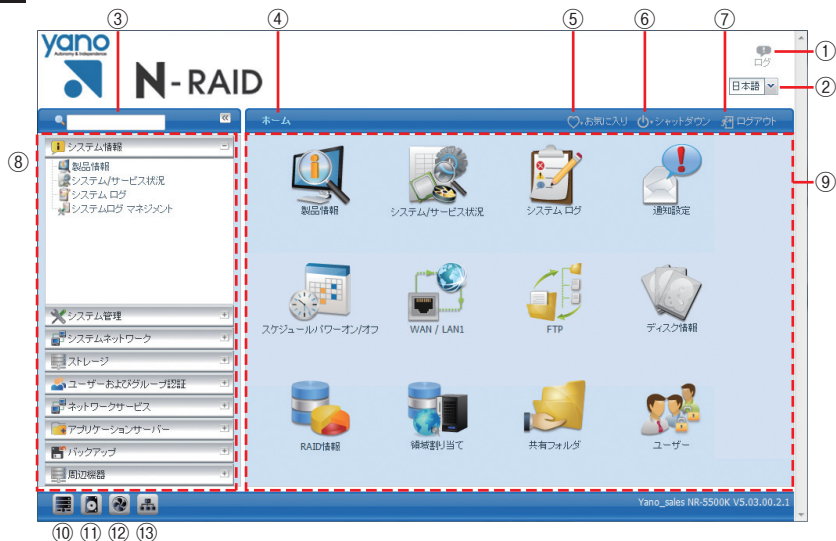 ③ ④ ⑤ ⑥ ⑦
yano
Autonomy & Independence
N-RAID
ログ ①
日本語 ②
ホーム お気に入り シャットダウン ログアウト
⑧
システム情報
製品情報
システム/サービス状況
システム ログ
システムログ マネジメント
システム管理
システムネットワーク
ストレージ
ユーザーおよびグループ認証
ネットワークサービス
アプリケーションサーバー
バックアップ
周辺機器
⑨
製品情報 システム/サービス状況 システム ログ 通知設定
スケジュールパワーオン/オフ WAN / LAN1 FTP ディスク情報
RAID情報 領域割り当て 共有フォルダ ユーザー
Yano_sales NR-5500K V5.03.00.2.1
⑩ ⑪ ⑫ ⑬